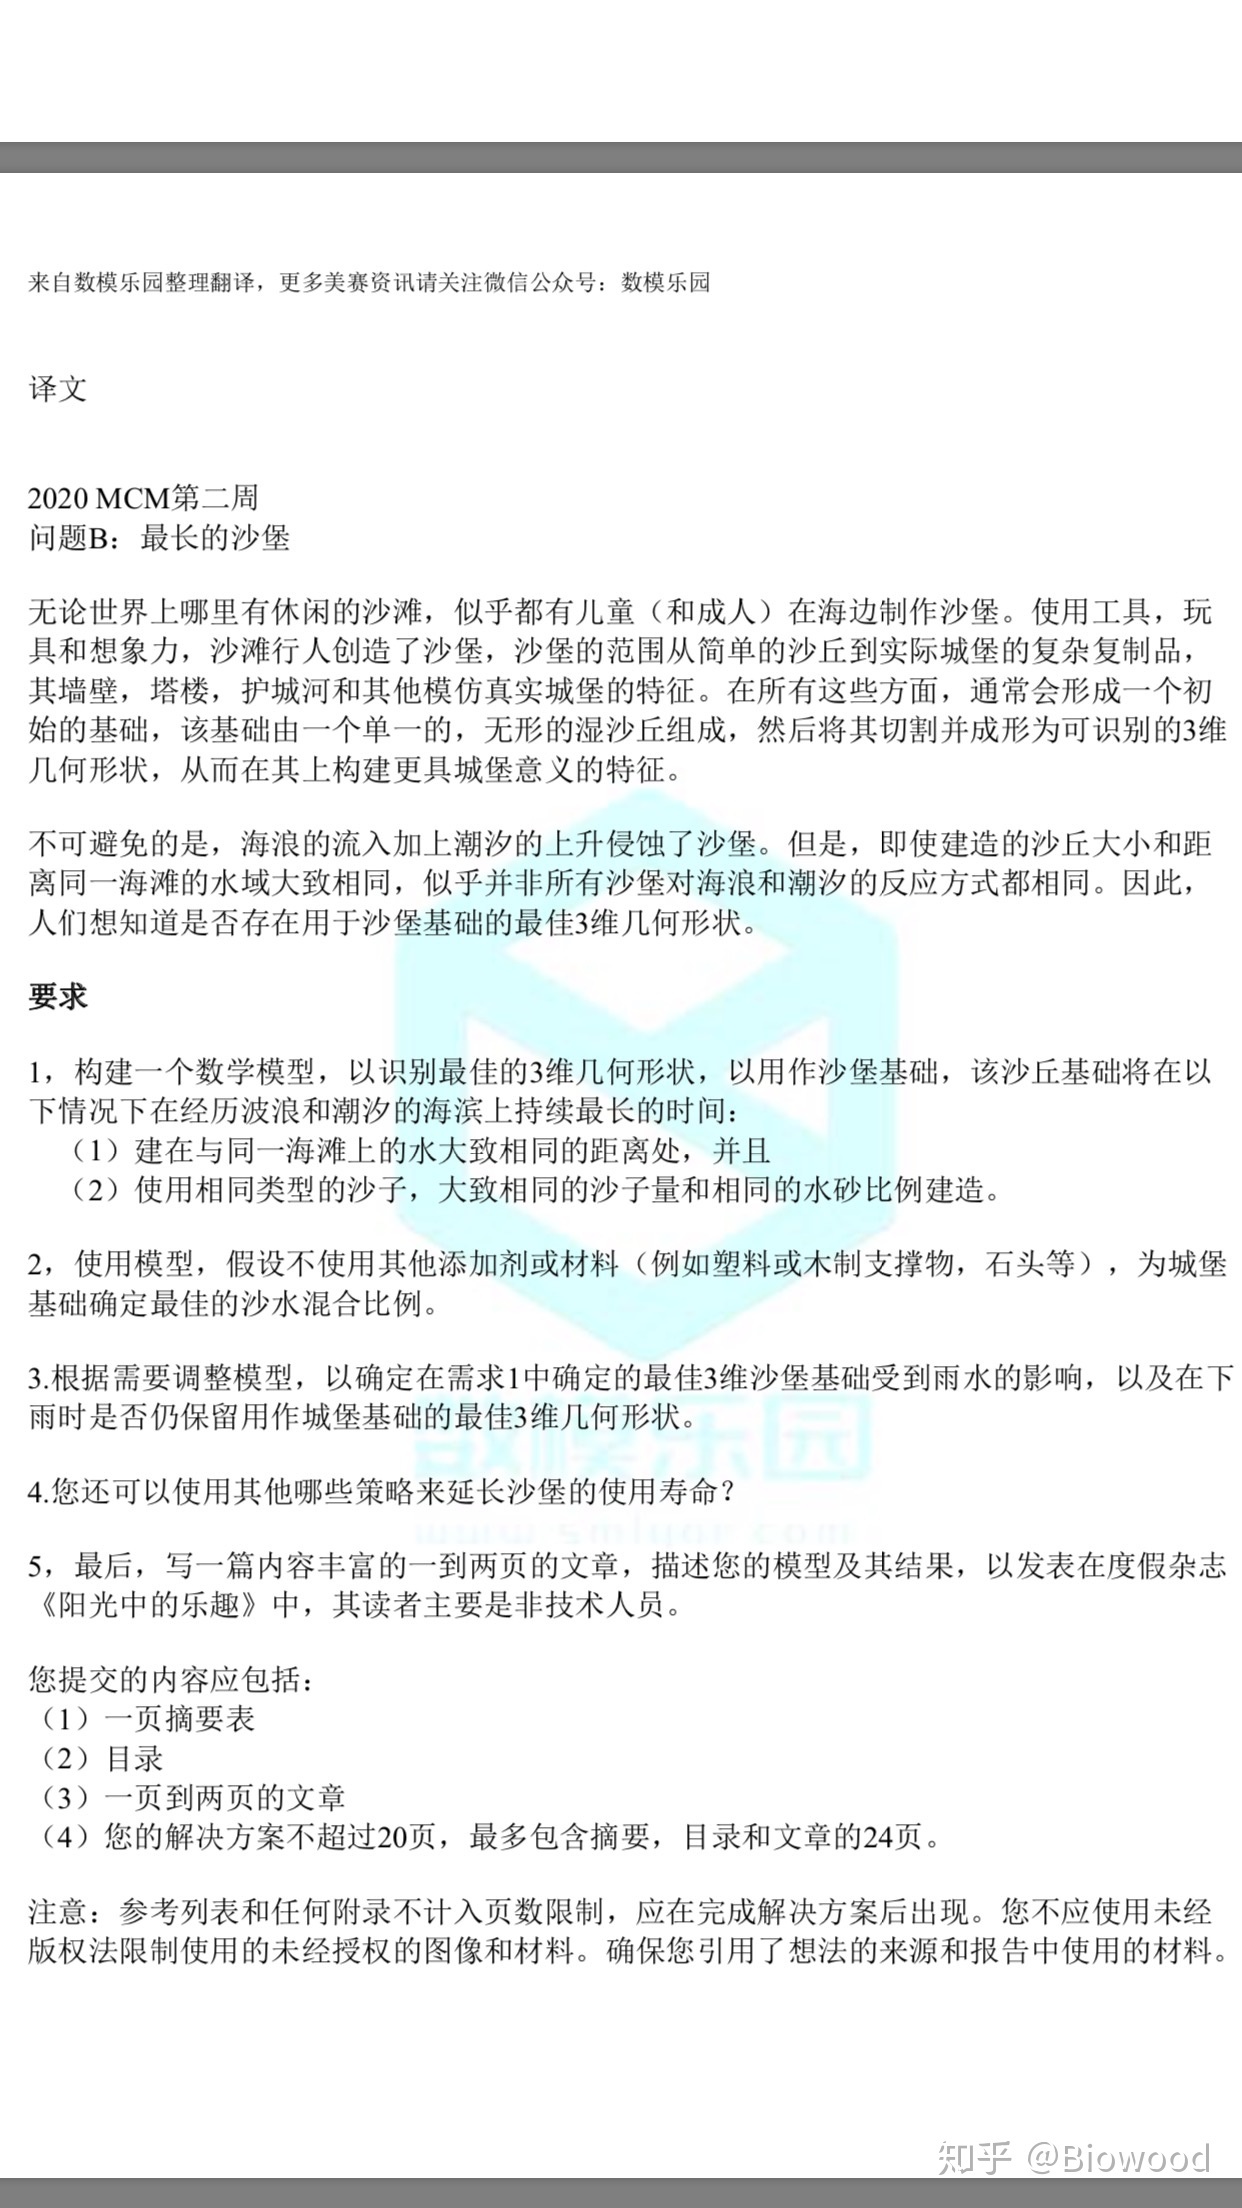 来自数模乐园整理翻译，更多美赛资讯请关注微信公众号：数模乐园
译文
2020 MCM第二周
问题B：最长的沙堡
无论世界上哪里有休闲的沙滩，似乎都有儿童（和成人）在海边制作沙堡。使用工具，玩
具和想象力，沙滩行人创造了沙堡，沙堡的范围从简单的沙丘到实际城堡的复杂复制品，
其墙壁，塔楼，护城河和其他模仿真实城堡的特征。在所有这些方面，通常会形成一个初
始的基础，该基础由一个单一的，无形的湿沙丘组成，然后将其切割并成形为可识别的3维
几何形状，从而在其上构建更具城堡意义的特征。
不可避免的是，海浪的流入加上潮汐的上升侵蚀了沙堡。但是，即使建造的沙丘大小和距
离同一海滩的水域大致相同，似乎并非所有沙堡对海浪和潮汐的反应方式都相同。因此，
人们想知道是否存在用于沙堡基础的最佳3维几何形状。
要求
1，构建一个数学模型，以识别最佳的3维几何形状，以用作沙堡基础，该沙丘基础将在以
下情况下在经历波浪和潮汐的海滨上持续最长的时间：
（1）建在与同一海滩上的水大致相同的距离处，并且
（2）使用相同类型的沙子，大致相同的沙子量和相同的水砂比例建造。
2，使用模型，假设不使用其他添加剂或材料（例如塑料或木制支撑物，石头等），为城堡
基础确定最佳的沙水混合比例。
3.根据需要调整模型，以确定在需求1中确定的最佳3维沙堡基础受到雨水的影响，以及在下
雨时是否仍保留用作城堡基础的最佳3维几何形状。
4.您还可以使用其他哪些策略来延长沙堡的使用寿命？
5，最后，写一篇内容丰富的一到两页的文章，描述您的模型及其结果，以发表在度假杂志
《阳光中的乐趣》中，其读者主要是非技术人员。
您提交的内容应包括：
（1）一页摘要表
（2）目录
（3）一页到两页的文章
（4）您的解决方案不超过20页，最多包含摘要，目录和文章的24页。
注意：参考列表和任何附录不计入页数限制，应在完成解决方案后出现。您不应使用未经
版权法限制使用的未经授权的图像和材料。确保您引用了想法的来源和报告中使用的材料。
数模乐园
知乎 @Biowood